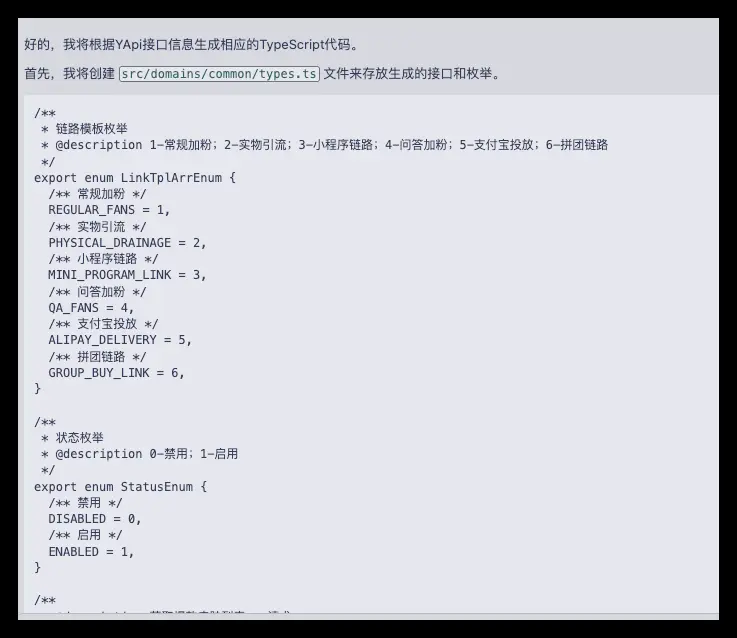 好的，我将根据YApi接口信息生成相应的TypeScript代码。
首先，我将创建 src/domains/common/types.ts 文件来存放生成的接口和枚举。
/**
 * 链路模板枚举
 * @description 1-常规加粉；2-实物引流；3-小程序链路；4-问答加粉；5-支付宝投放；6-拼团链路
 */
export enum LinkTplArrEnum {
  /** 常规加粉 */
  REGULAR_FANS = 1,
  /** 实物引流 */
  PHYSICAL_DRAINAGE = 2,
  /** 小程序链路 */
  MINI_PROGRAM_LINK = 3,
  /** 问答加粉 */
  QA_FANS = 4,
  /** 支付宝投放 */
  ALIPAY_DELIVERY = 5,
  /** 拼团链路 */
  GROUP_BUY_LINK = 6,
}
/**
 * 状态枚举
 * @description 0-禁用；1-启用
 */
export enum StatusEnum {
  /** 禁用 */
  DISABLED = 0,
  /** 启用 */
  ENABLED = 1,
}
/**